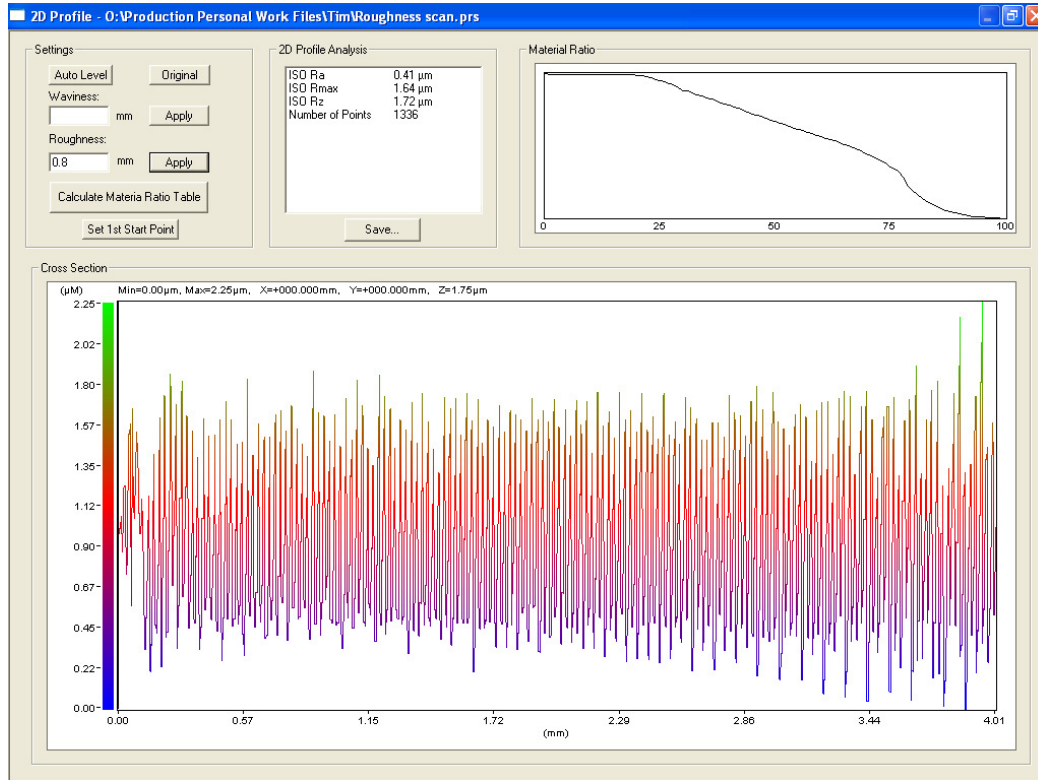 2D Profile - O:\Production Personal Work Files\Tim\Roughness scan.prs
Settings
Auto Level Original
Waviness:
mm Apply
Roughness:
0.8 mm Apply
Calculate Materia Ratio Table
Set 1st Start Point
2D Profile Analysis
ISO Ra 0.41 µm
ISO Rmax 1.64 µm
ISO Rz 1.72 µm
Number of Points 1336
Save...
Material Ratio
0 25 50 75 100
Cross Section
(µM) Min=0.00µm, Max=2.25µm, X=+000.000mm, Y=+000.000mm, Z=1.75µm
2.25
2.02
1.80
1.57
1.35
1.12
0.90
0.67
0.45
0.22
0.00
0.00 0.57 1.15 1.72 2.29 2.86 3.44 4.01
(mm)